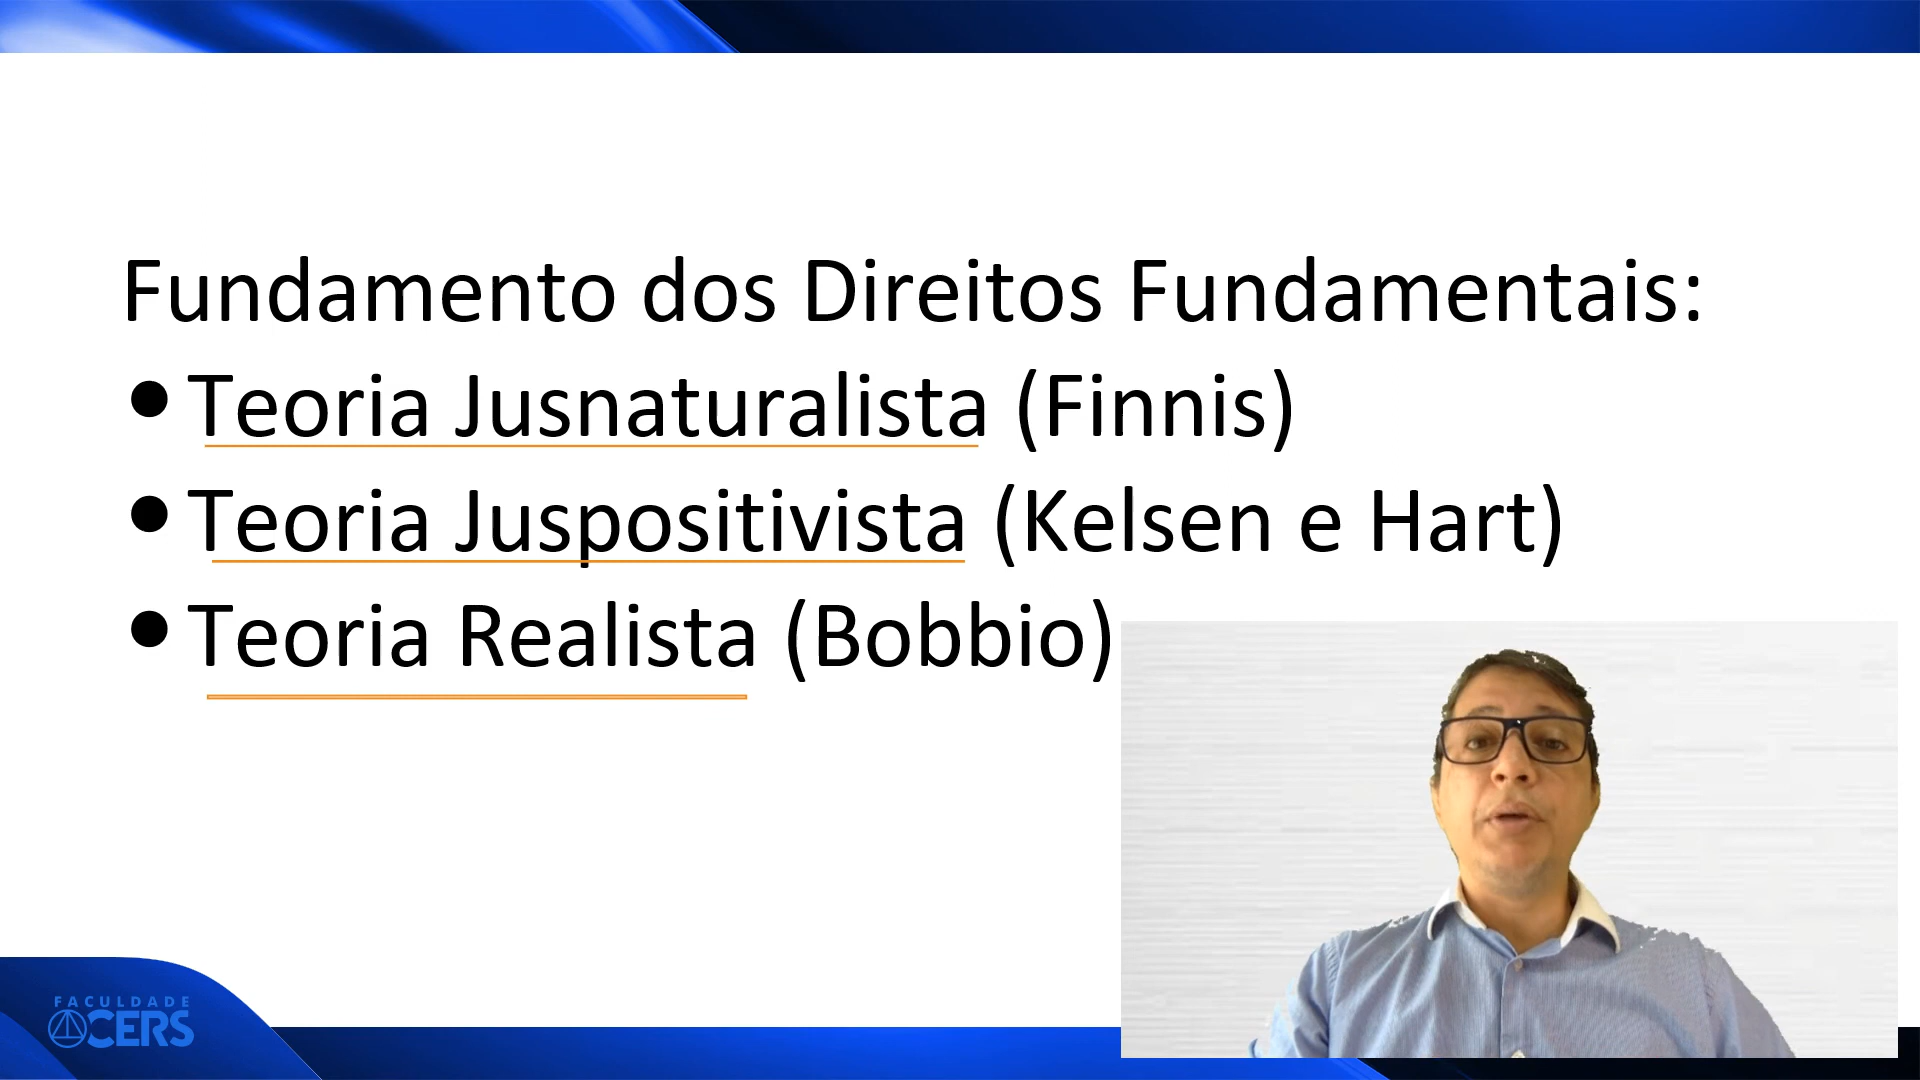 Fundamento dos Direitos Fundamentais:
• Teoria Jusnaturalista (Finnis)
• Teoria Juspositivista (Kelsen e Hart)
• Teoria Realista (Bobbio)
FACULDADE
CERS